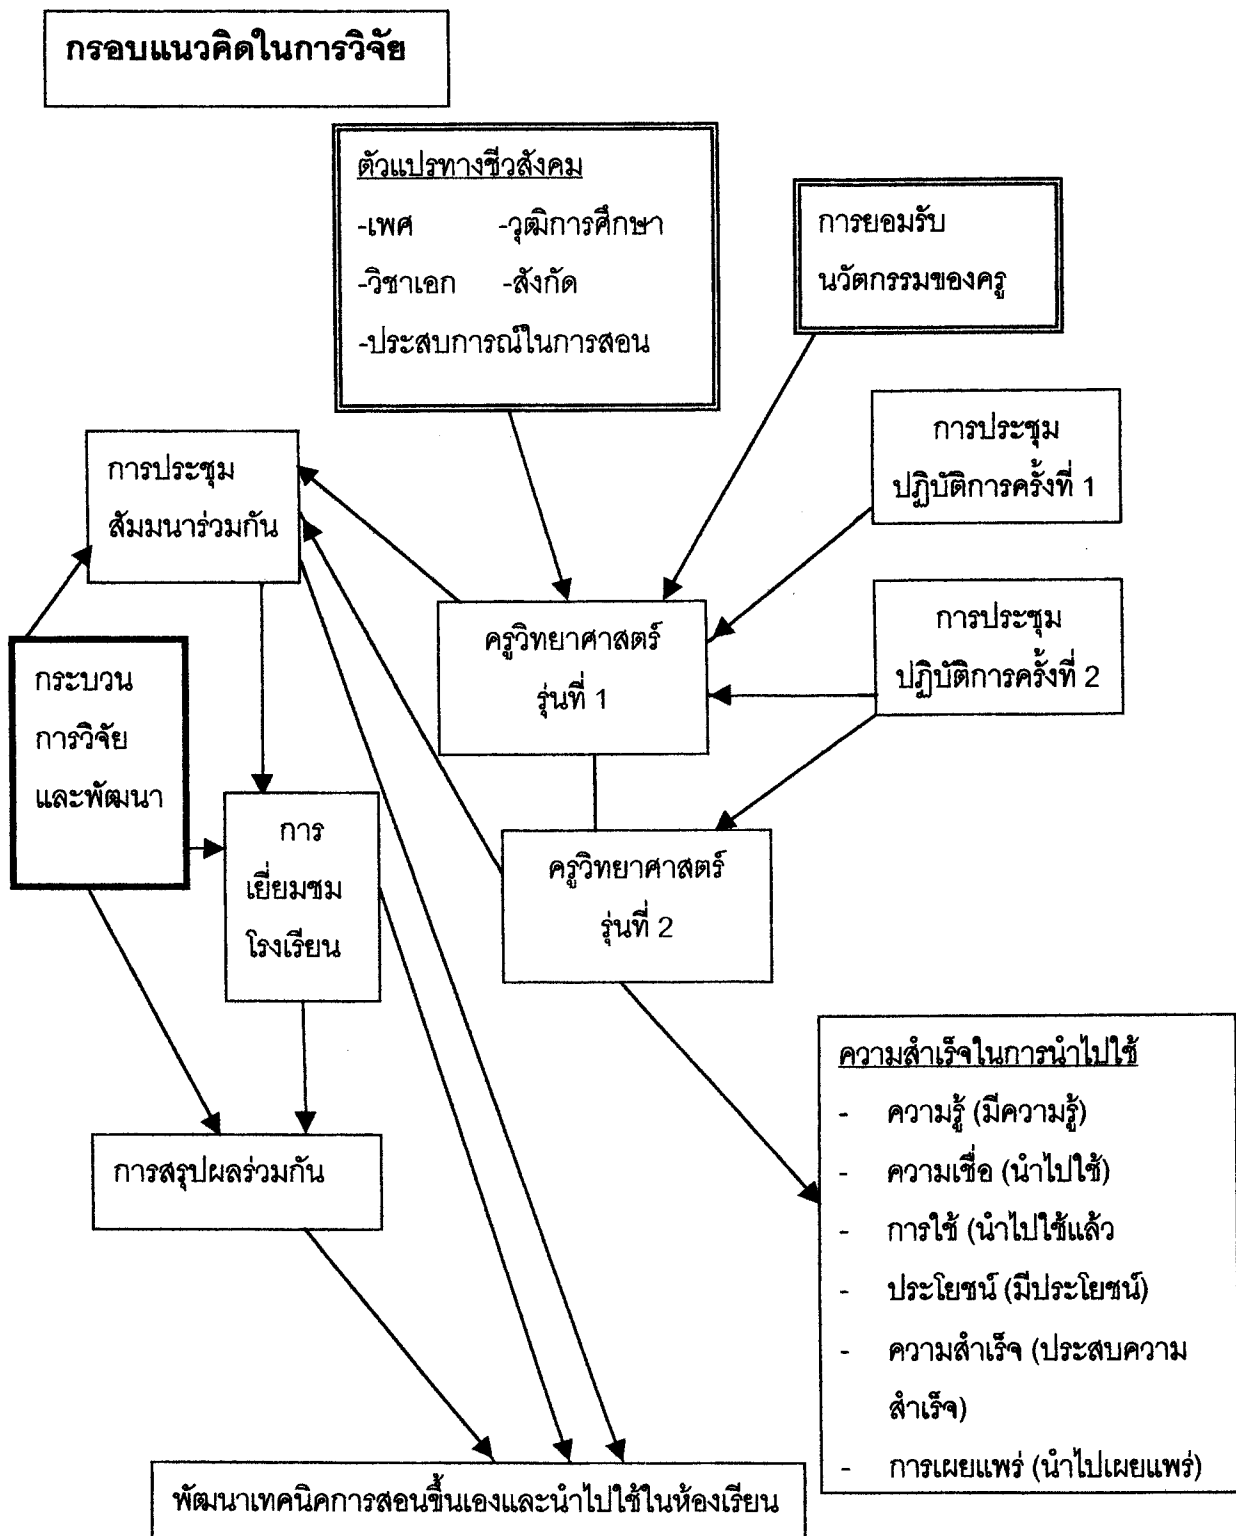 กรอบแนวคิดในการวิจัย
ตัวแปรทางชีวสังคม
-เพศ -วุฒิการศึกษา
-วิชาเอก -สังกัด
-ประสบการณ์ในการสอน
การยอมรับ
นวัตกรรมของครู
การประชุม
ปฏิบัติการครั้งที่ 1
การประชุม
สัมมนาร่วมกัน
การประชุม
ปฏิบัติการครั้งที่ 2
ครูวิทยาศาสตร์
รุ่นที่ 1
กระบวน
การวิจัย
และพัฒนา
การ
เยี่ยมชม
โรงเรียน
ครูวิทยาศาสตร์
รุ่นที่ 2
ความสำเร็จในการนำไปใช้
- ความรู้ (มีความรู้)
- ความเชื่อ (นำไปใช้)
- การใช้ (นำไปใช้แล้ว
- ประโยชน์ (มีประโยชน์)
- ความสำเร็จ (ประสบความ
สำเร็จ)
- การเผยแพร่ (นำไปเผยแพร่)
การสรุปผลร่วมกัน
พัฒนาเทคนิคการสอนขึ้นเองและนำไปใช้ในห้องเรียน